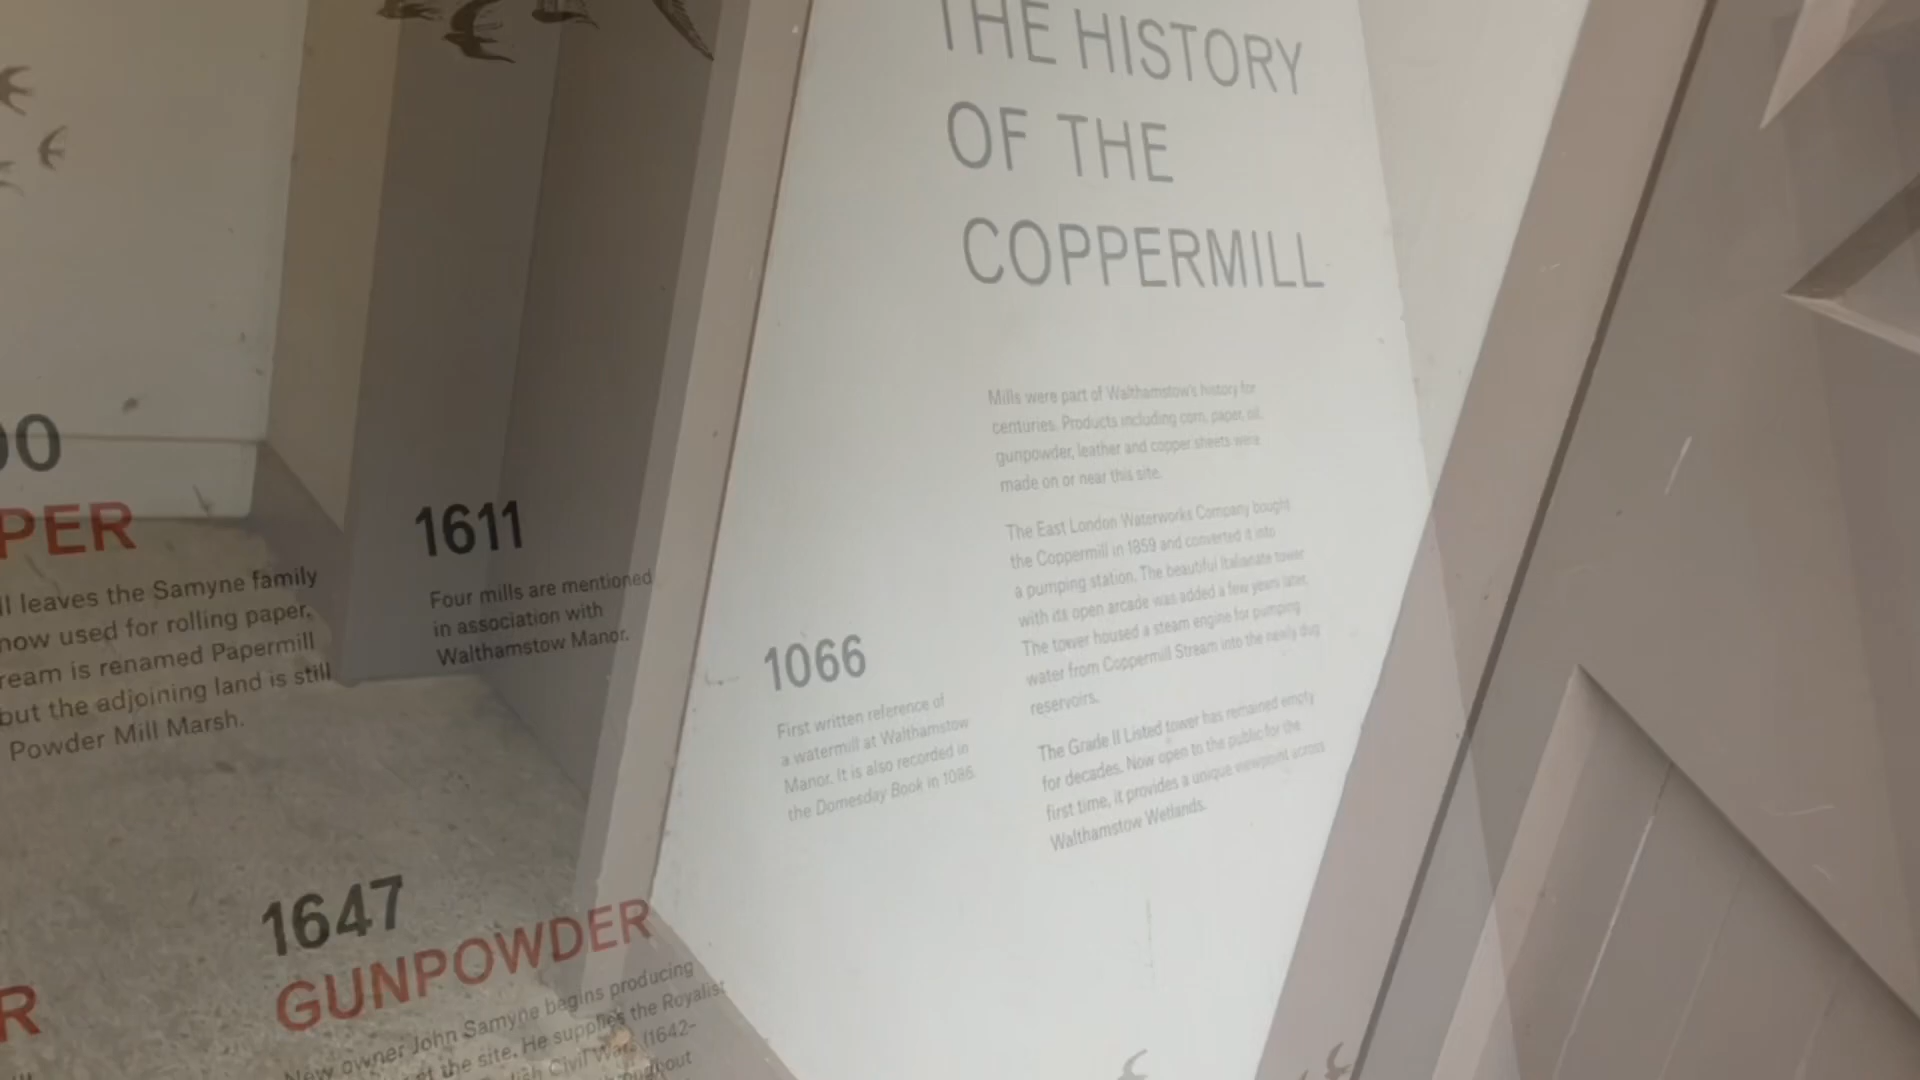 THE HISTORY
OF THE
COPPERMILL
Mills were part of Walthamstow's history for
centuries. Products including corn, paper, oil,
gunpowder, leather and copper sheets were
made on or near this site.
The East London Waterworks Company bought
the Coppermill in 1859 and converted it into
a pumping station. The beautiful Italianate tower
with its open arcade was added a few years later.
The tower housed a steam engine for pumping
water from Coppermill Stream into the newly dug
reservoirs.
The Grade II Listed tower has remained empty
for decades. Now open to the public for the
first time, it provides a unique viewpoint across
Walthamstow Wetlands.
1066
First written reference of
a watermill at Walthamstow
Manor. It is also recorded in
the Domesday Book in 1086.
1611
Four mills are mentioned
in association with
Walthamstow Manor.
1647
GUNPOWDER
New owner John Samyne begins producing
at the site. He supplies the Royalist
Civil War (1642-
00
PER
ll leaves the Samyne family
now used for rolling paper.
ream is renamed Papermill
but the adjoining land is still
Powder Mill Marsh.
R